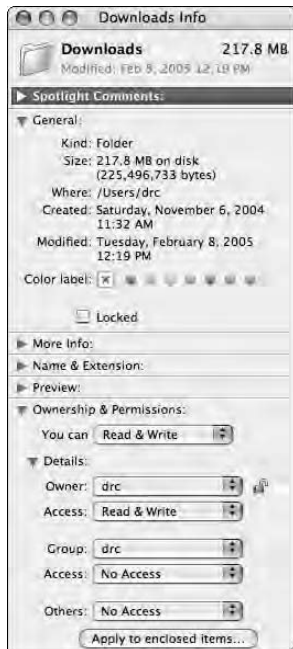 Downloads Info
Downloads 217.8 MB
Modified: Feb 8, 2005 12:19 PM
Spotlight Comments:
General:
Kind: Folder
Size: 217.8 MB on disk
(225,496,733 bytes)
Where: /Users/drc
Created: Saturday, November 6, 2004
11:32 AM
Modified: Tuesday, February 8, 2005
12:19 PM
Color label:
Locked
More Info:
Name & Extension:
Preview:
Ownership & Permissions:
You can Read & Write
Details:
Owner: drc
Access: Read & Write
Group: drc
Access: No Access
Others: No Access
Apply to enclosed items...